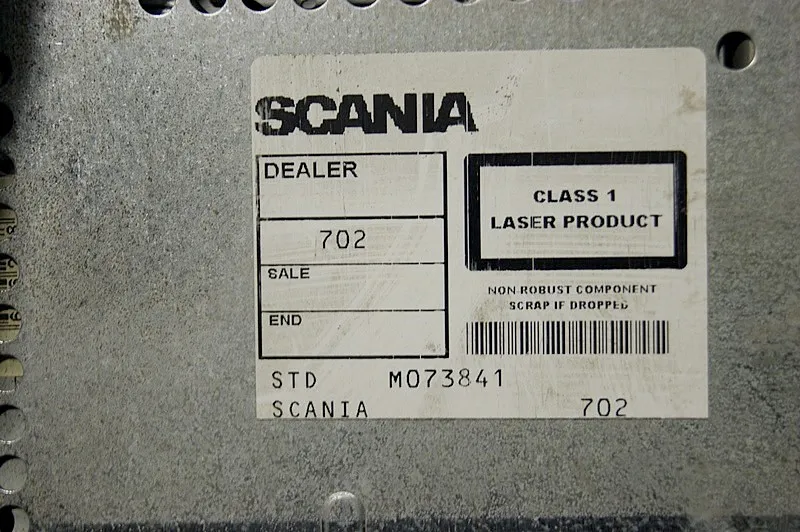 SCANIA
DEALER
702
SALE
END
CLASS 1
LASER PRODUCT
NON ROBUST COMPONENT
SCRAP IF DROPPED
STD M073841
SCANIA 702